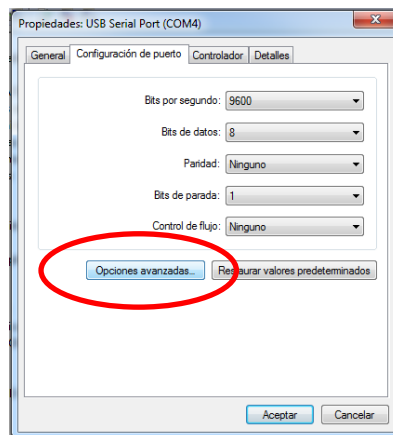 Propiedades: USB Serial Port (COM4)
General Configuración de puerto Controlador Detalles
Bits por segundo: 9600
Bits de datos: 8
Paridad: Ninguno
Bits de parada: 1
Control de flujo: Ninguno
Opciones avanzadas... Restaurar valores predeterminados
Aceptar Cancelar